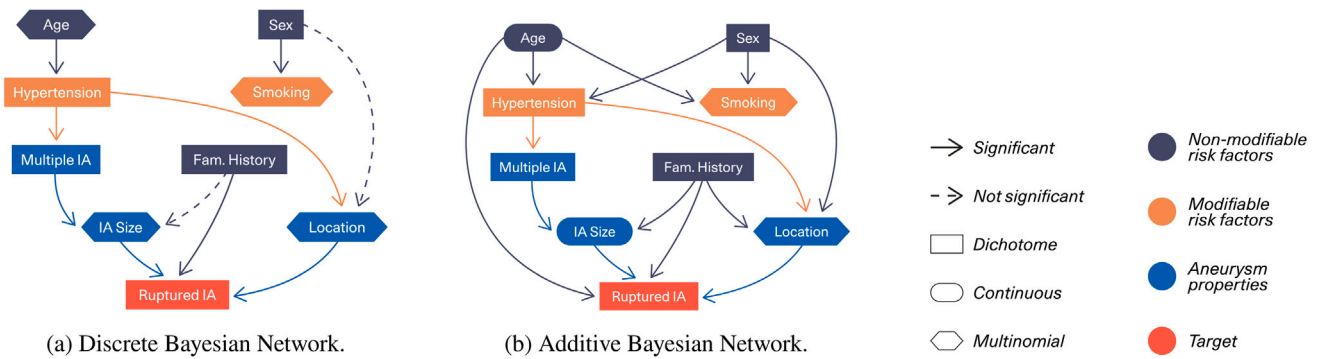 Age
Sex
Hypertension
Smoking
Multiple IA
Fam. History
IA Size
Location
Ruptured IA
(a) Discrete Bayesian Network.
Age
Sex
Hypertension
Smoking
Multiple IA
Fam. History
IA Size
Location
Ruptured IA
(b) Additive Bayesian Network.
Significant
Not significant
Dichotome
Continuous
Multinomial
Non-modifiable
risk factors
Modifiable
risk factors
Aneurysm
properties
Target